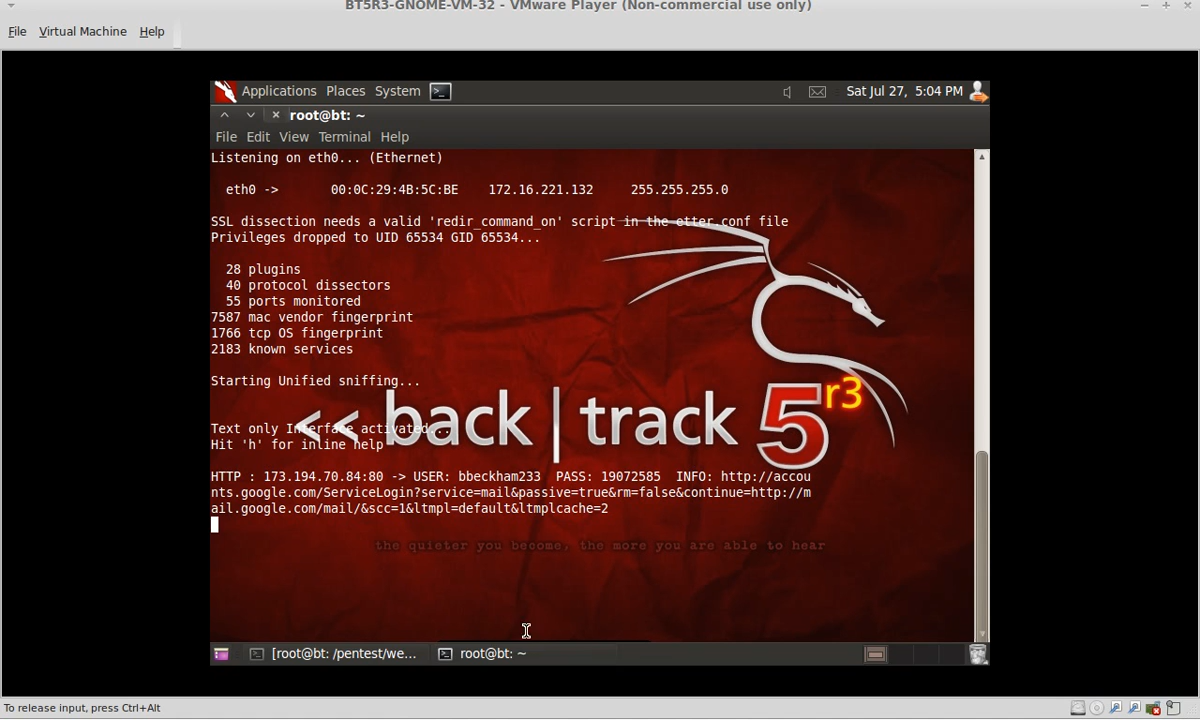 BT5R3-GNOME-VM-32 - VMware Player (Non-commercial use only)
File Virtual Machine Help
Applications Places System Sat Jul 27, 5:04 PM
root@bt: ~
File Edit View Terminal Help
Listening on eth0... (Ethernet)
eth0 -> 00:0C:29:4B:5C:BE 172.16.221.132 255.255.255.0
SSL dissection needs a valid 'redir_command_on' script in the etter.conf file
Privileges dropped to UID 65534 GID 65534...
28 plugins
40 protocol dissectors
55 ports monitored
7587 mac vendor fingerprint
1766 tcp OS fingerprint
2183 known services
Starting Unified sniffing...
Text only Interface activated...
Hit 'h' for inline help
<< back | track 5 r3
HTTP : 173.194.70.84:80 -> USER: bbeckham233 PASS: 19072585 INFO: http://accou
nts.google.com/ServiceLogin?service=mail&passive=true&rm=false&continue=http://m
ail.google.com/mail/&scc=1&ltmpl=default&ltmplcache=2
the quieter you become, the more you are able to hear
[root@bt: /pentest/we... root@bt: ~
To release input, press Ctrl+Alt